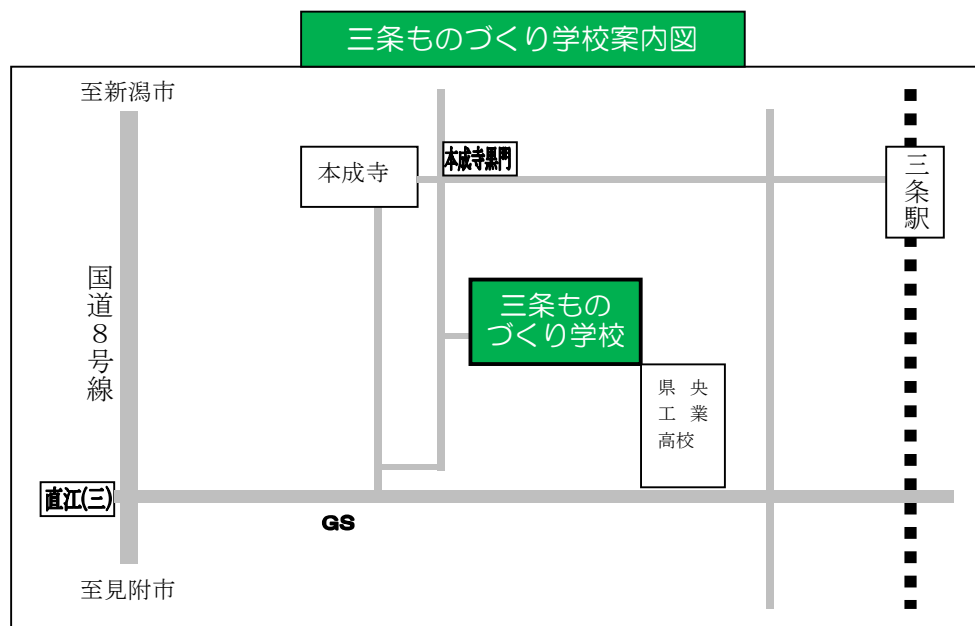 三条ものづくり学校案内図
至新潟市
本成寺
本成寺黒門
三条駅
国道８号線
三条もの
づくり学校
県 央
工 業
高校
直江(三)
GS
至見附市